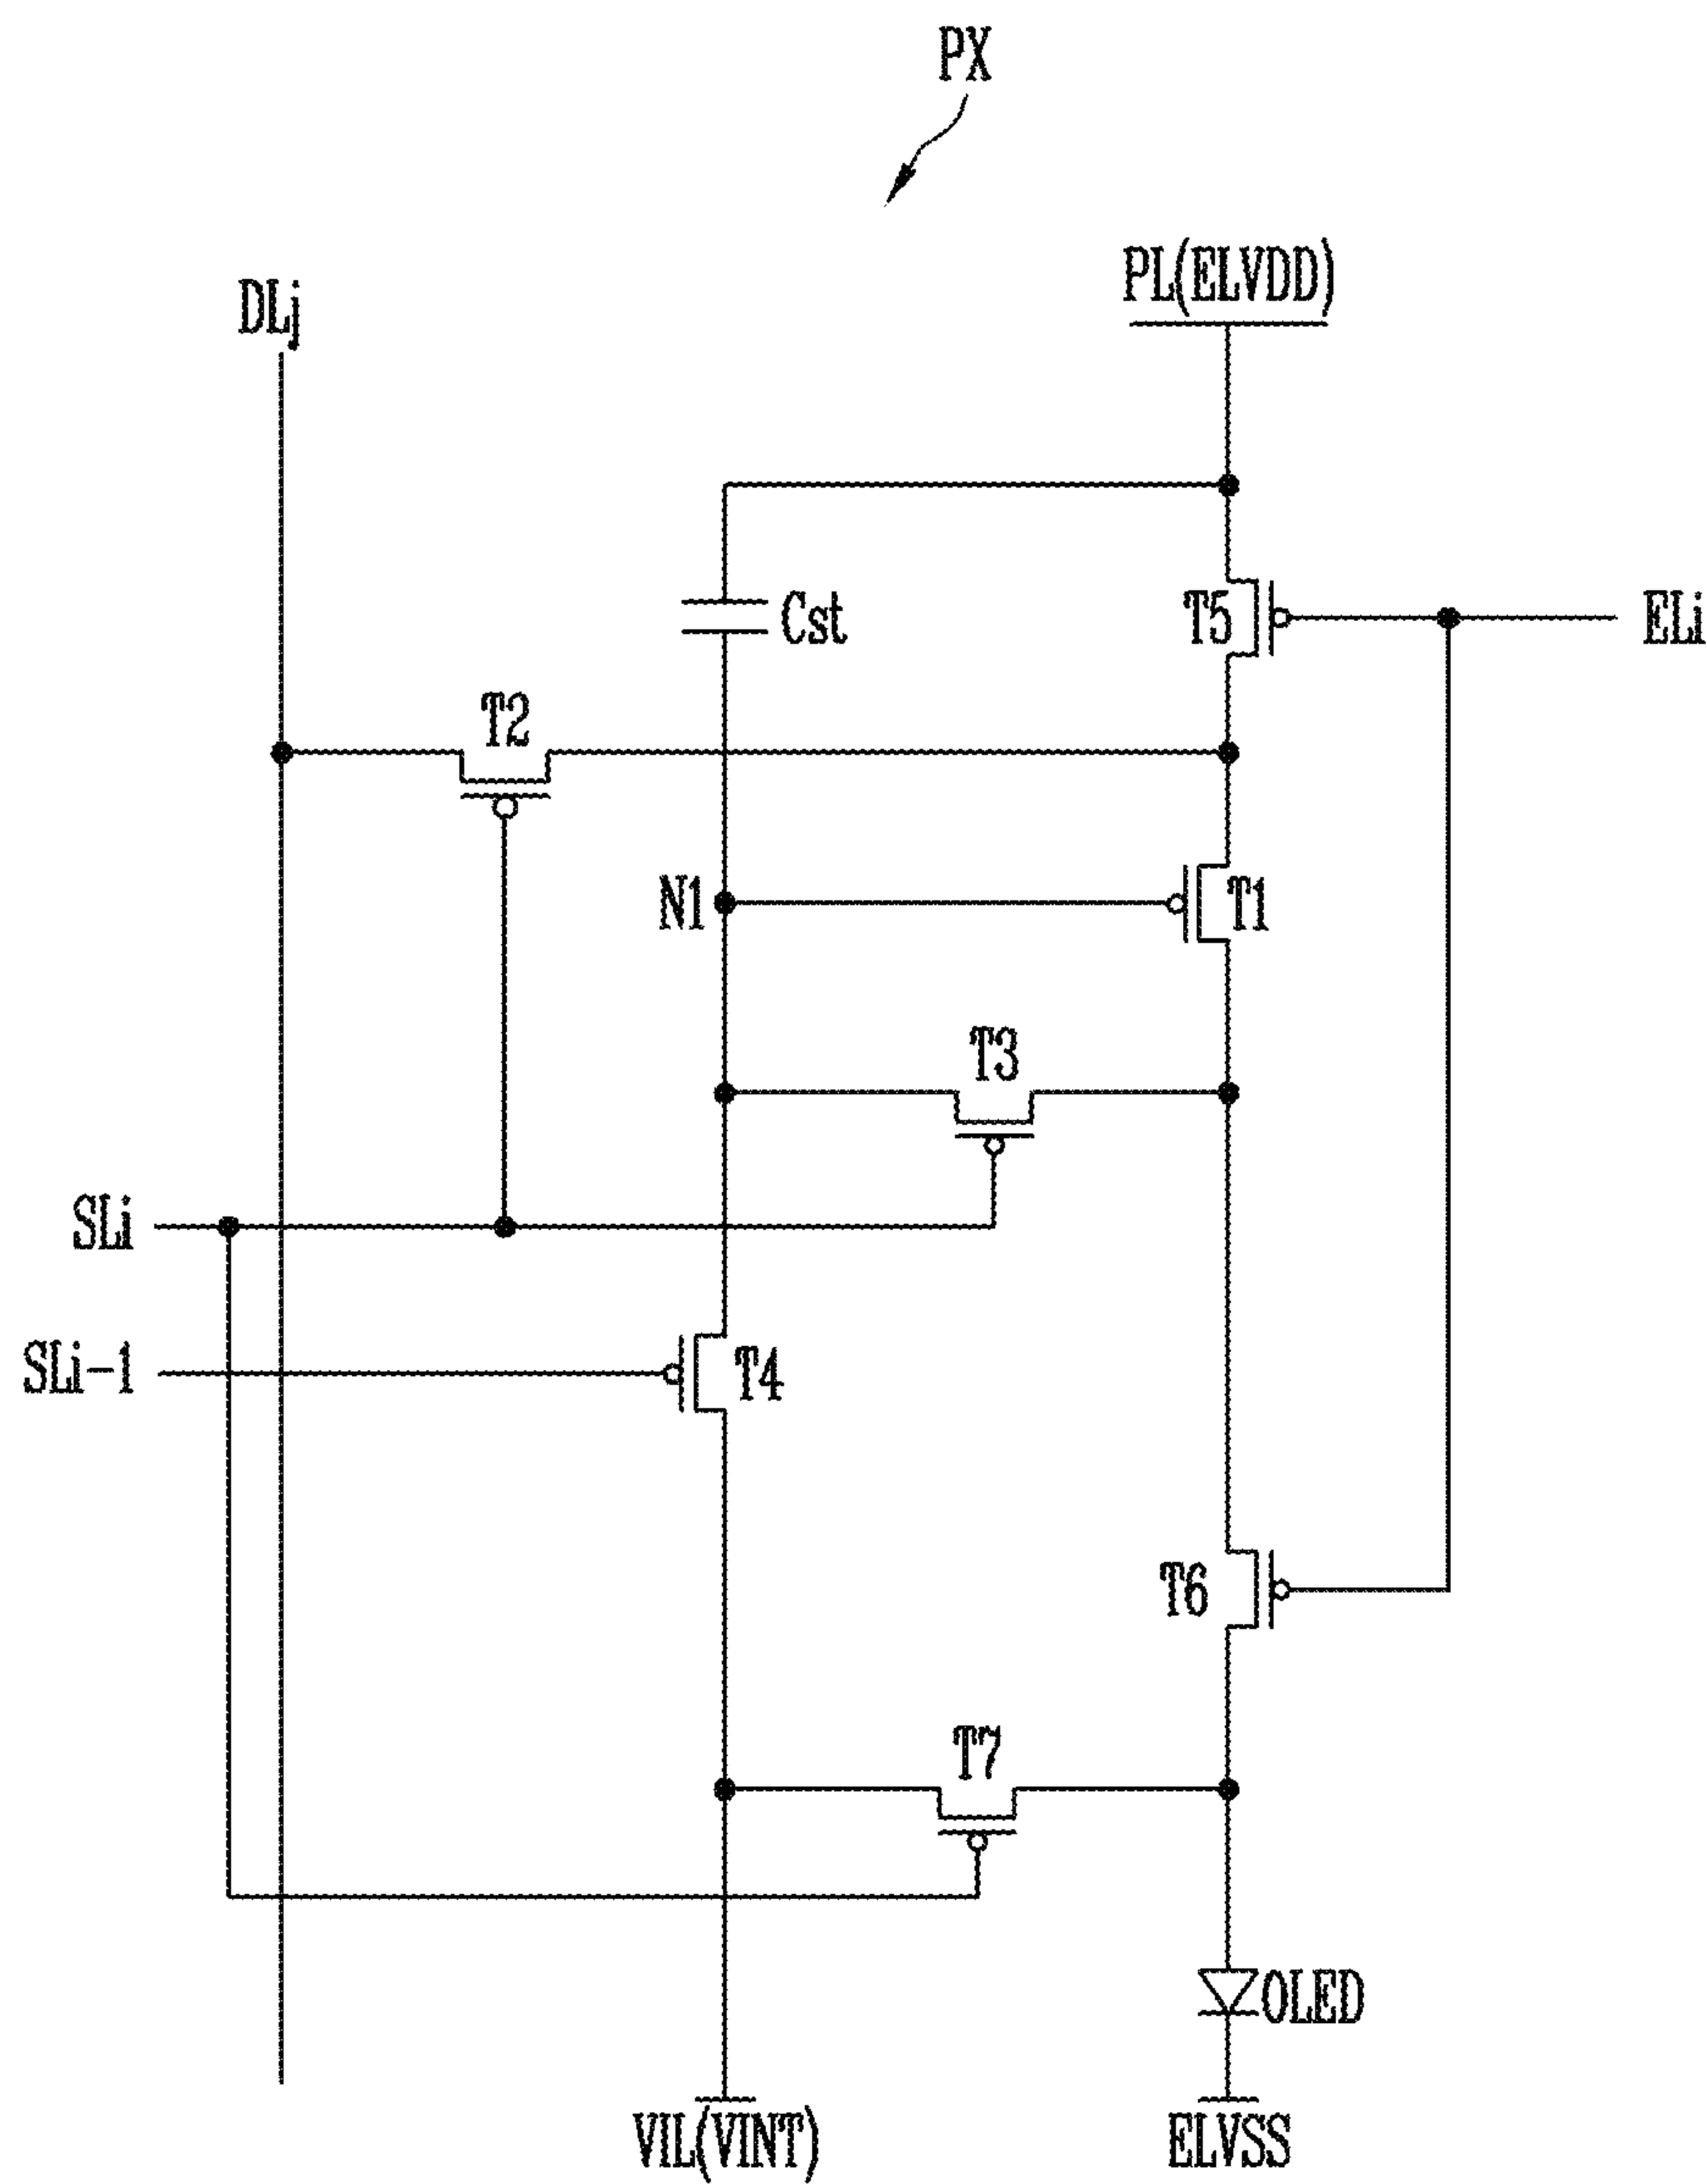 PX
PL(ELVDD)
DLj
Cst
T5
ELi
T2
N1
T1
T3
SLi
SLi-1
T4
T6
T7
OLED
VIL(VINT)
ELVSS